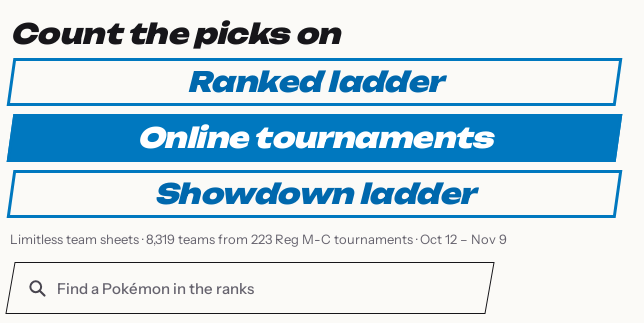 Count the picks on
Ranked ladder
Online tournaments
Showdown ladder
Limitless team sheets · 8,319 teams from 223 Reg M-C tournaments · Oct 12 – Nov 9
Find a Pokémon in the ranks